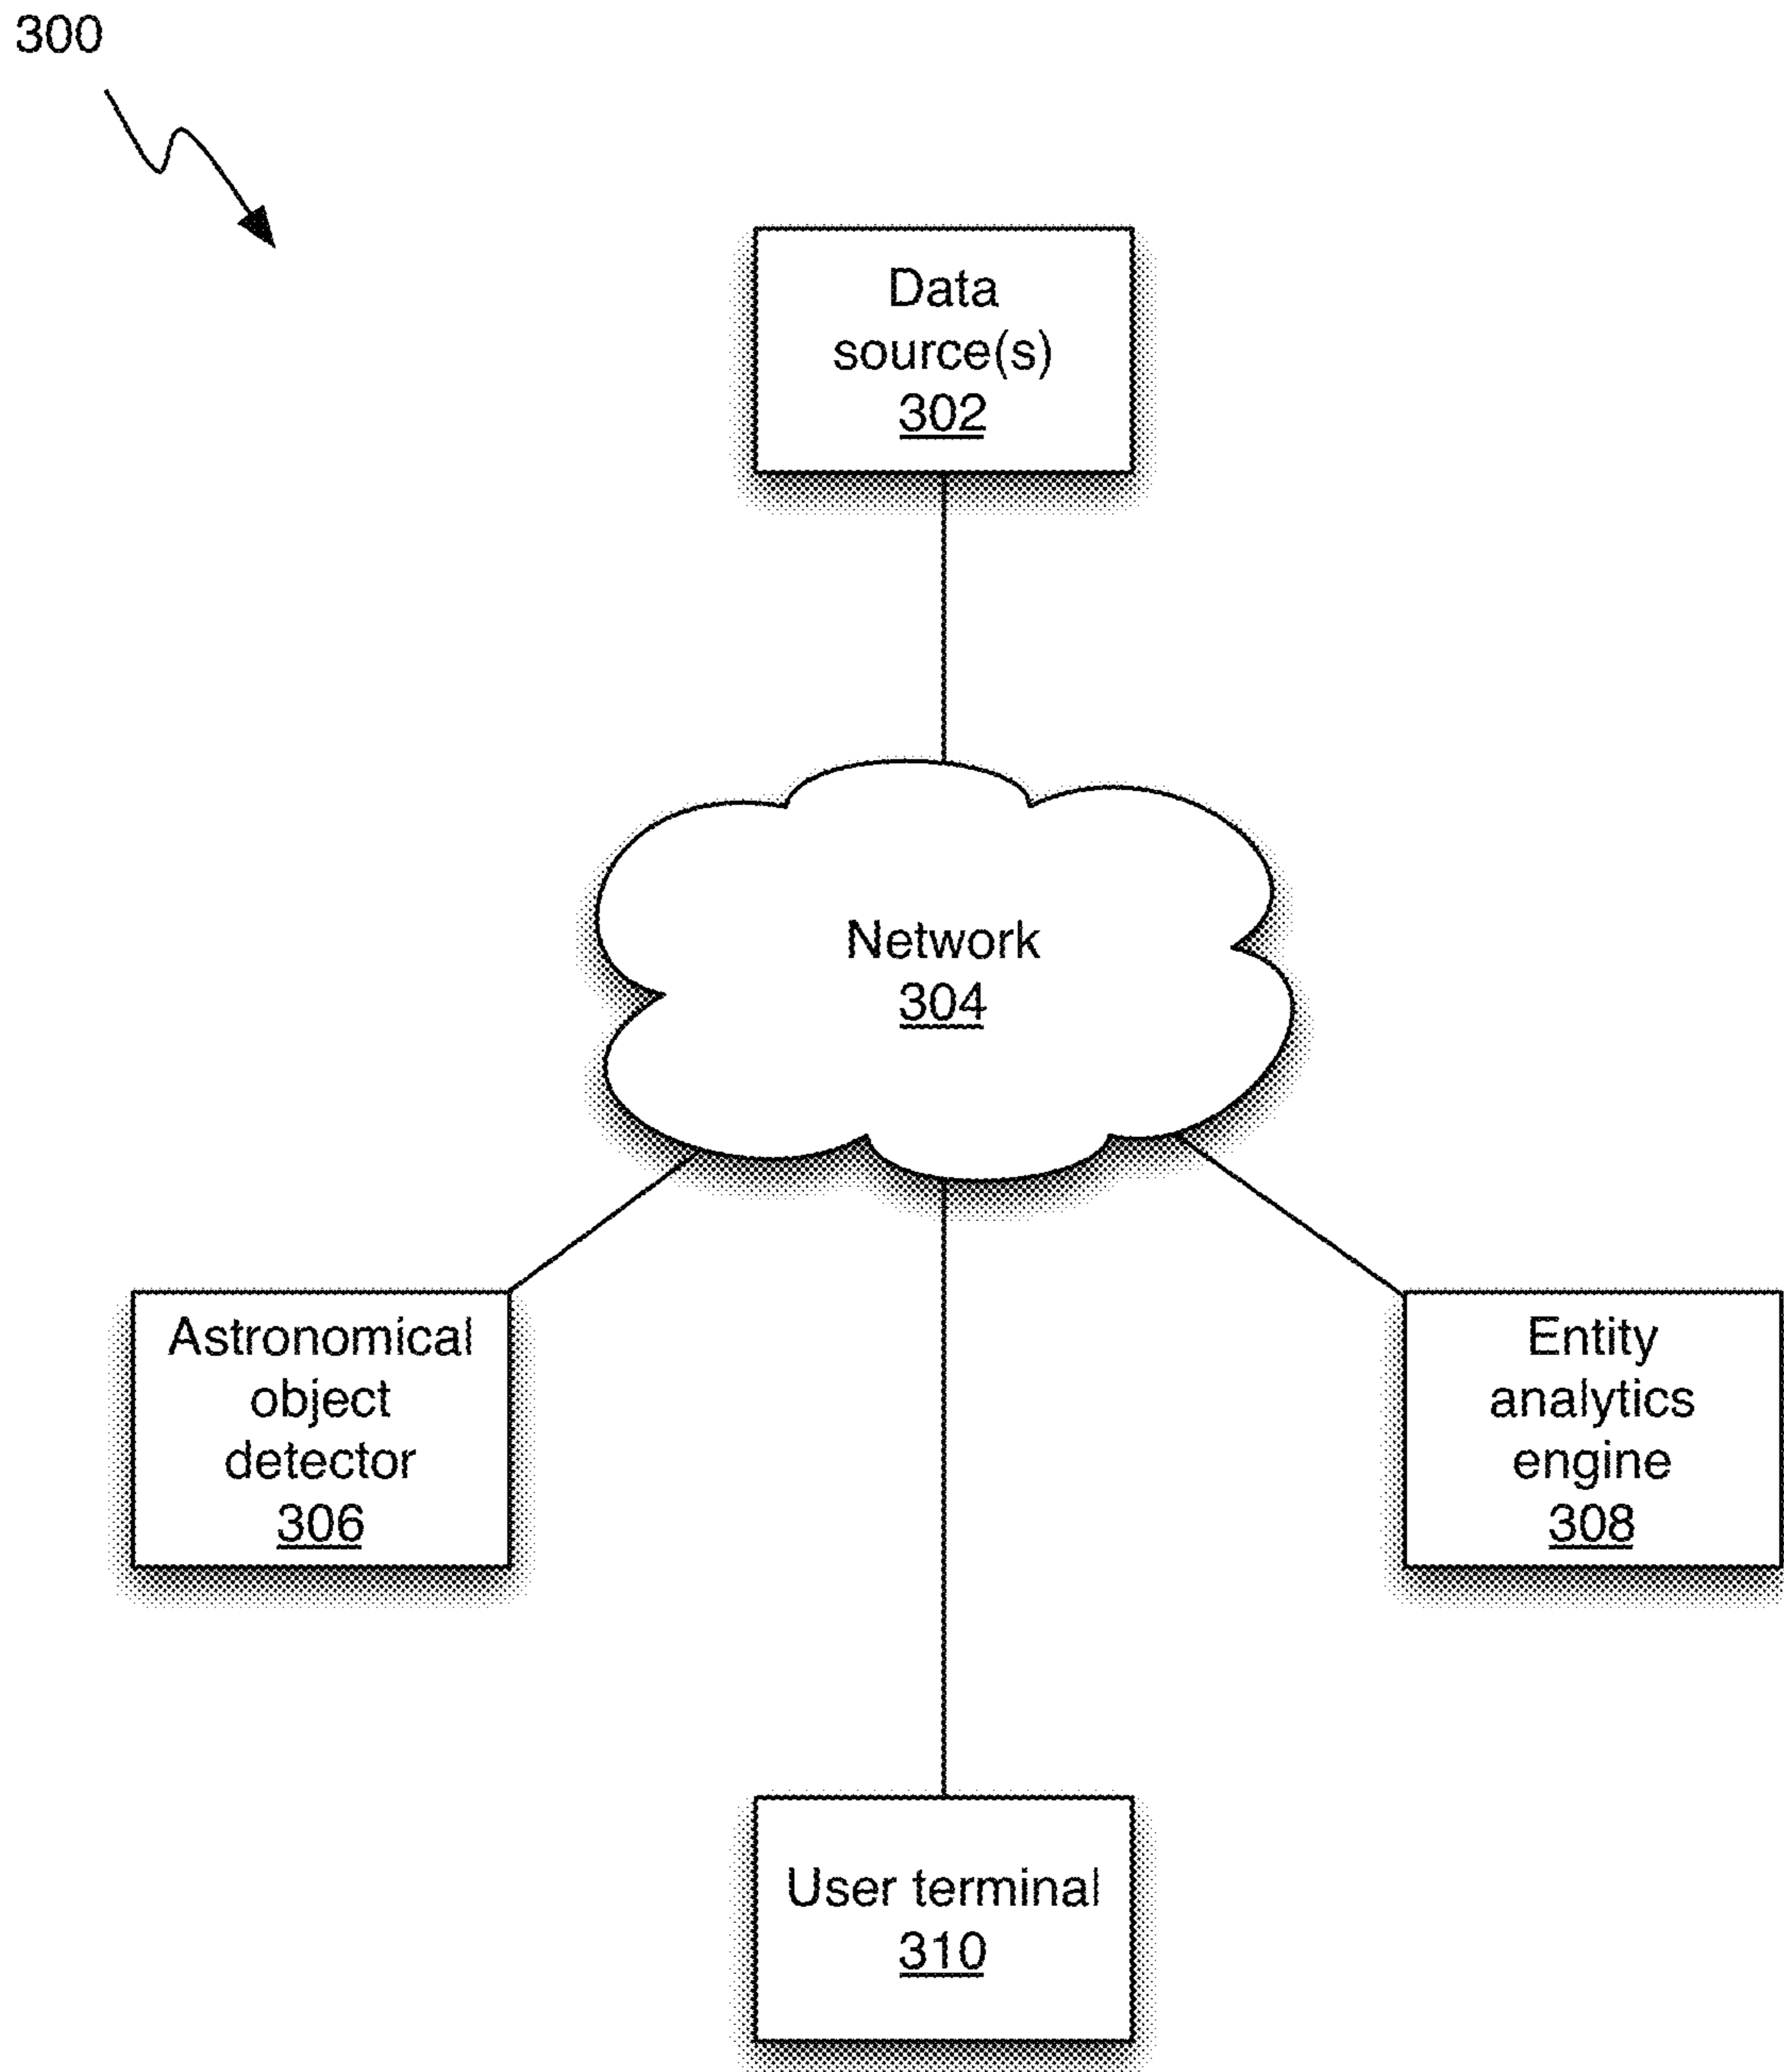 300
Data
source(s)
302
Network
304
Astronomical
object
detector
306
Entity
analytics
engine
308
User terminal
310